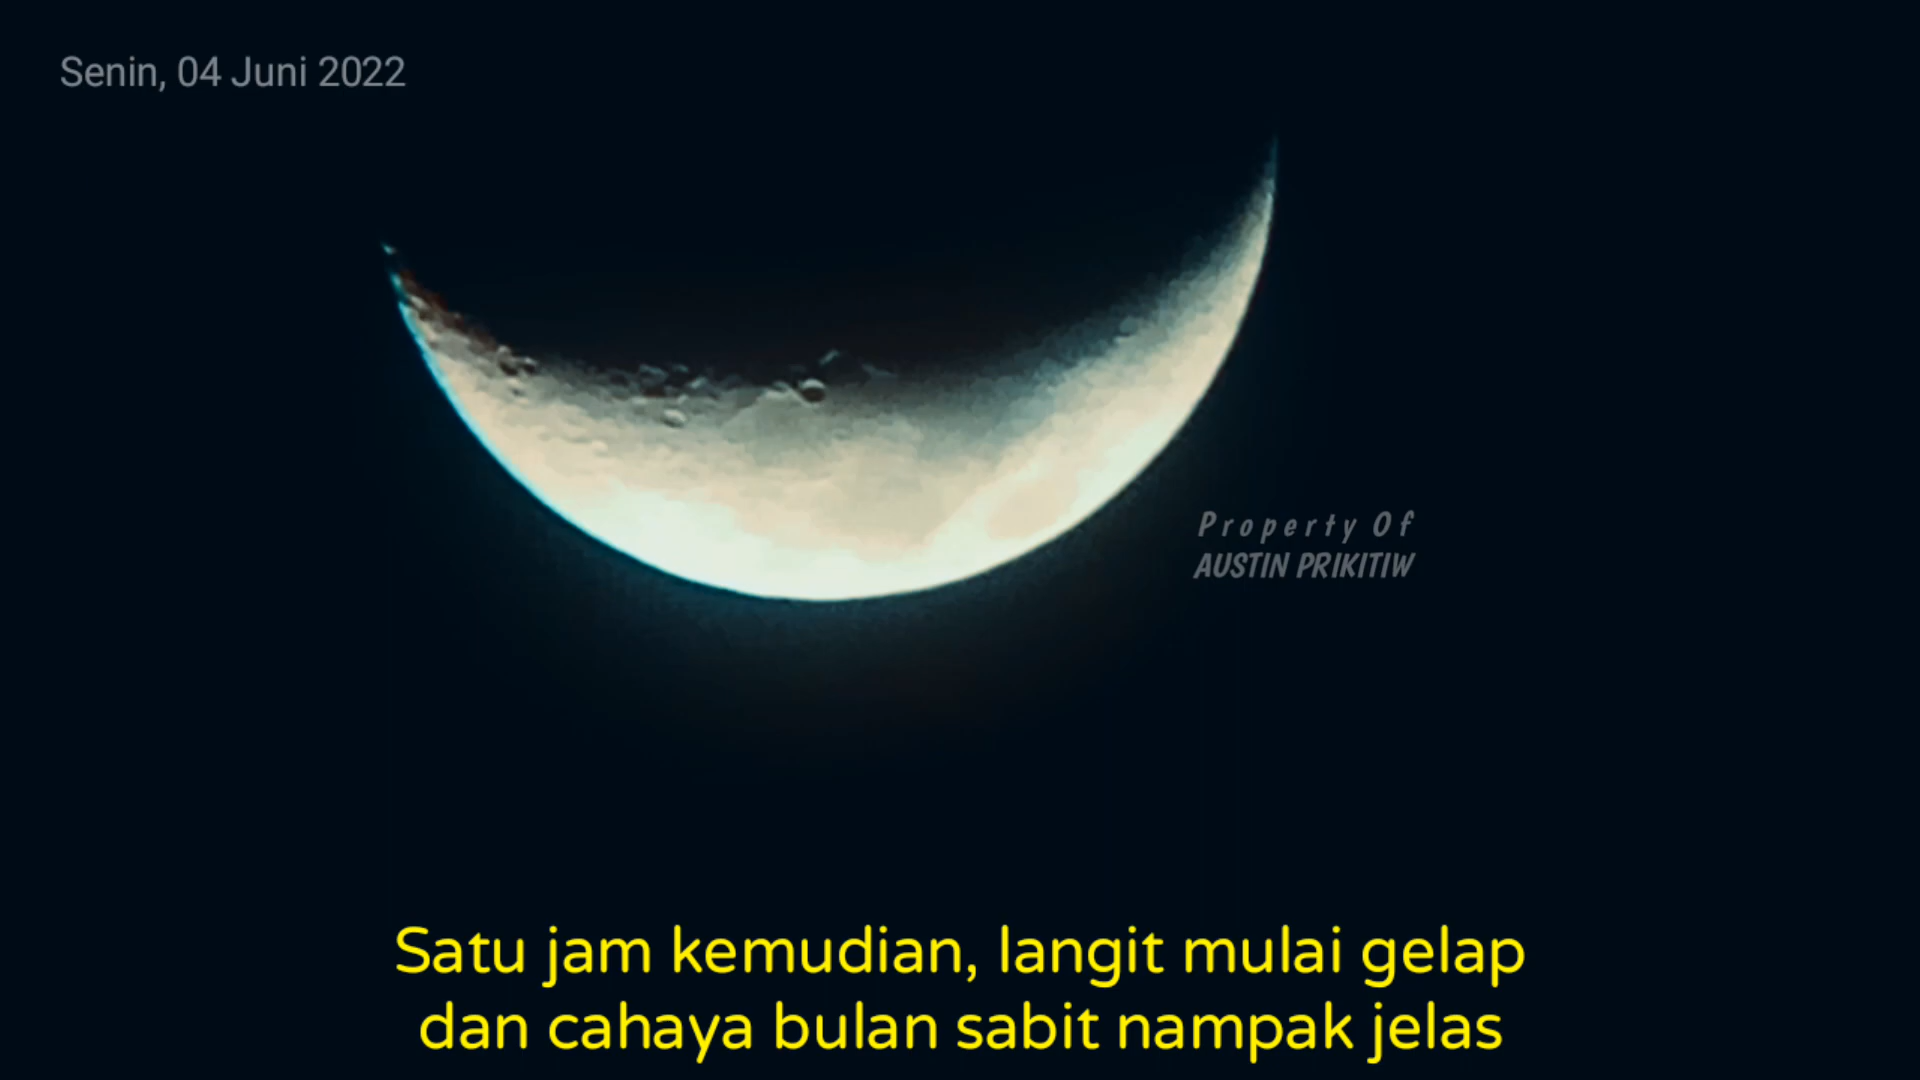 Senin, 04 Juni 2022
Property Of
AUSTIN PRIKITIW
Satu jam kemudian, langit mulai gelap
dan cahaya bulan sabit nampak jelas